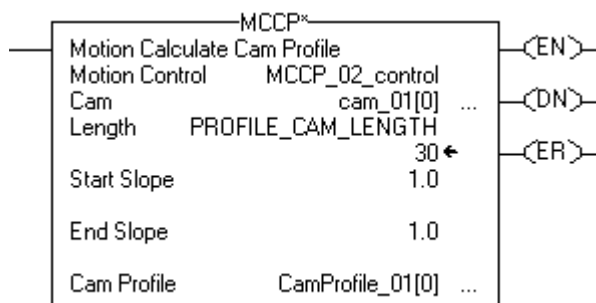 MCCP*
Motion Calculate Cam Profile
Motion Control MCCP_02_control
Cam cam_01[0] ...
Length PROFILE_CAM_LENGTH
30
Start Slope 1.0
End Slope 1.0
Cam Profile CamProfile_01[0] ...
EN
DN
ER